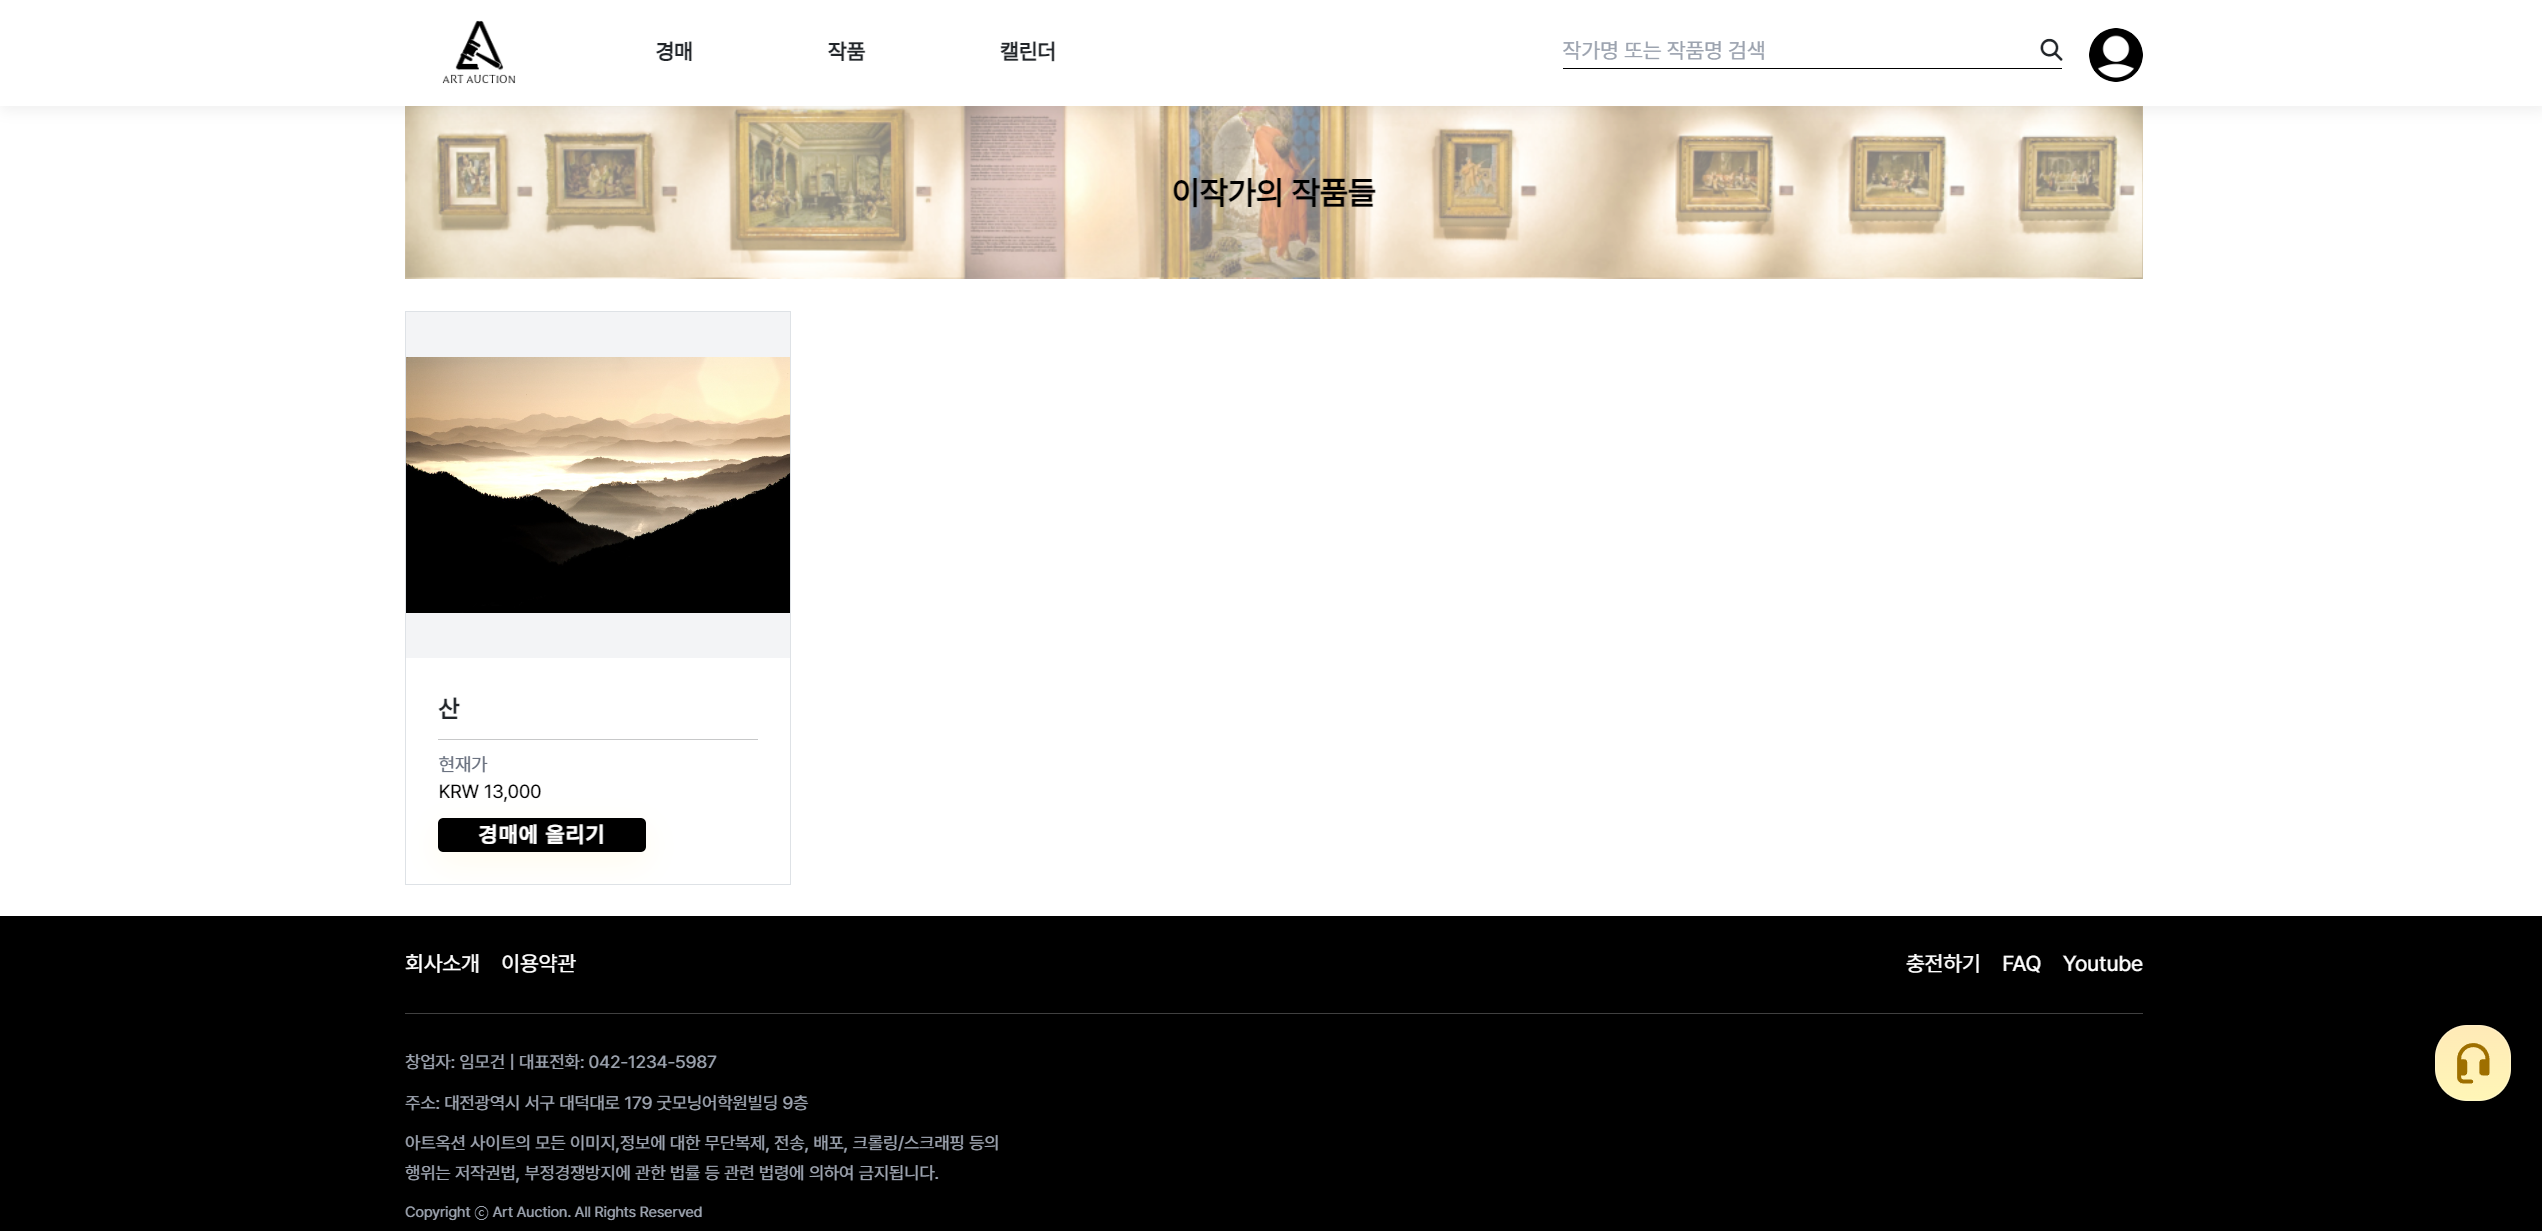 ART AUCTION
경매
작품
캘린더
작가명 또는 작품명 검색
이작가의 작품들
산
현재가
KRW 13,000
경매에 올리기
회사소개 이용약관
충전하기 FAQ Youtube
창업자: 임모건 | 대표전화: 042-1234-5987
주소: 대전광역시 서구 대덕대로 179 굿모닝어학원빌딩 9층
아트옥션 사이트의 모든 이미지,정보에 대한 무단복제, 전송, 배포, 크롤링/스크래핑 등의
행위는 저작권법, 부정경쟁방지에 관한 법률 등 관련 법령에 의하여 금지됩니다.
Copyright ⓒ Art Auction. All Rights Reserved